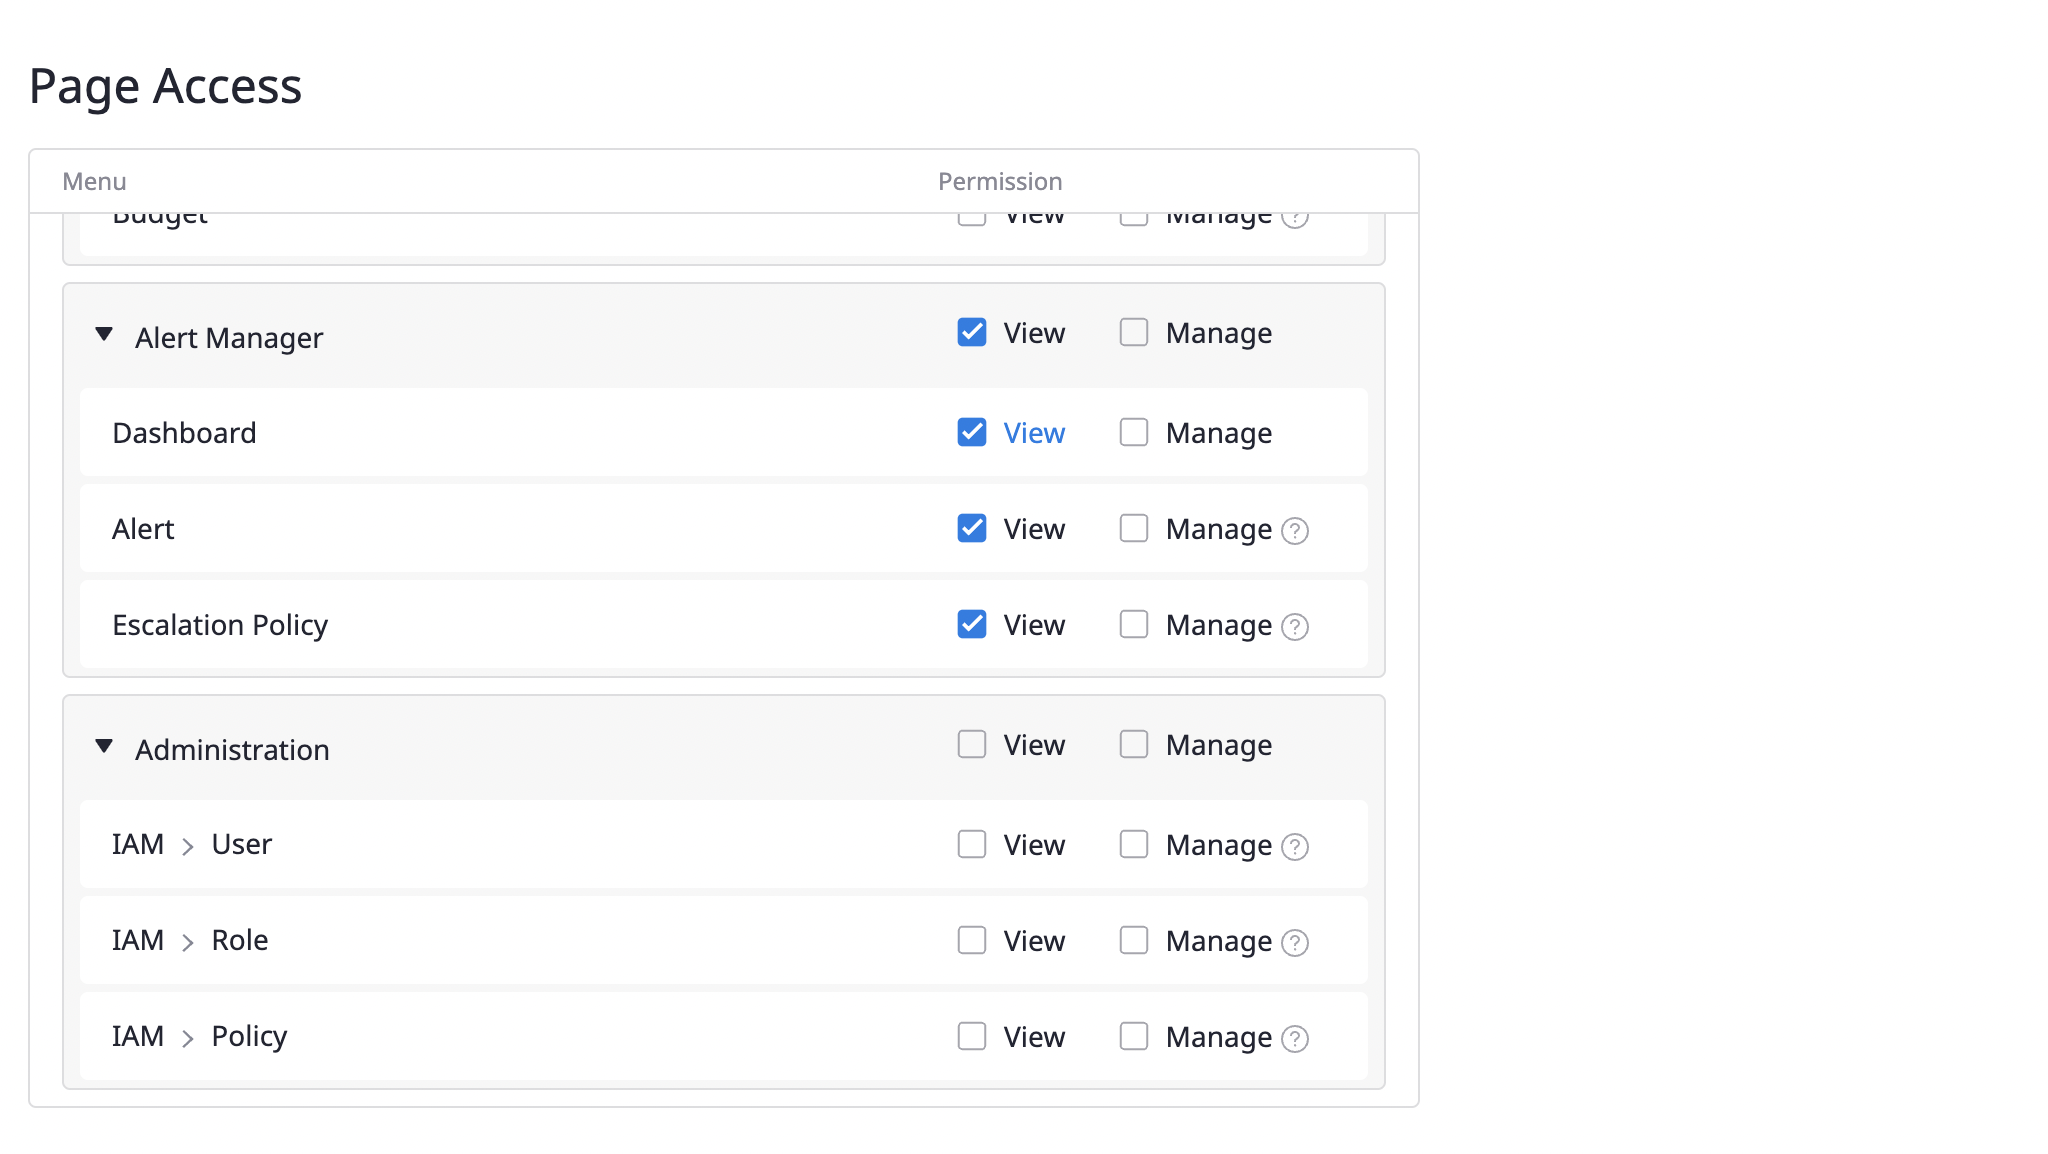 Page Access
Menu Permission
Budget View Manage ?
Alert Manager View Manage
Dashboard View Manage
Alert View Manage ?
Escalation Policy View Manage ?
Administration View Manage
IAM > User View Manage ?
IAM > Role View Manage ?
IAM > Policy View Manage ?